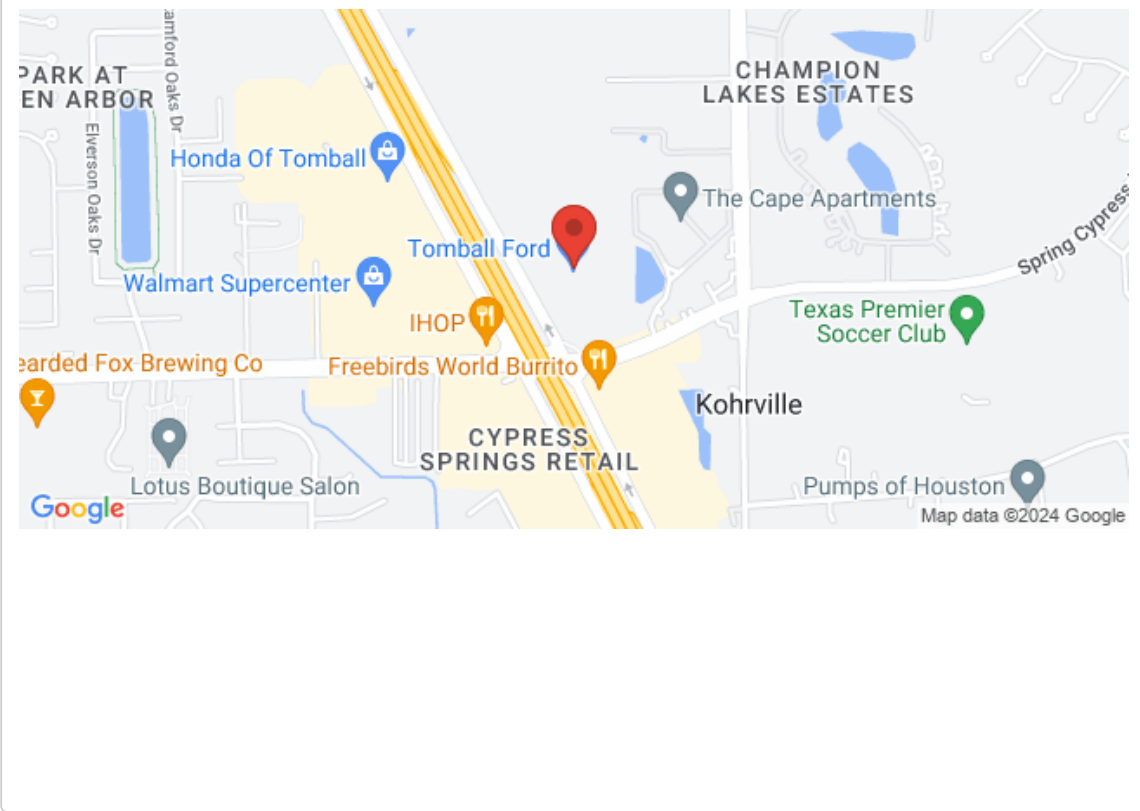 amford Oaks Dr
PARK AT
EN ARBOR
Elverson Oaks Dr
CHAMPION
LAKES ESTATES
Honda Of Tomball
The Cape Apartments
Tomball Ford
Spring Cypress
Walmart Supercenter
IHOP
Texas Premier
Soccer Club
earded Fox Brewing Co
Freebirds World Burrito
Kohrville
CYPRESS
SPRINGS RETAIL
Lotus Boutique Salon
Pumps of Houston
Google
Map data ©2024 Google